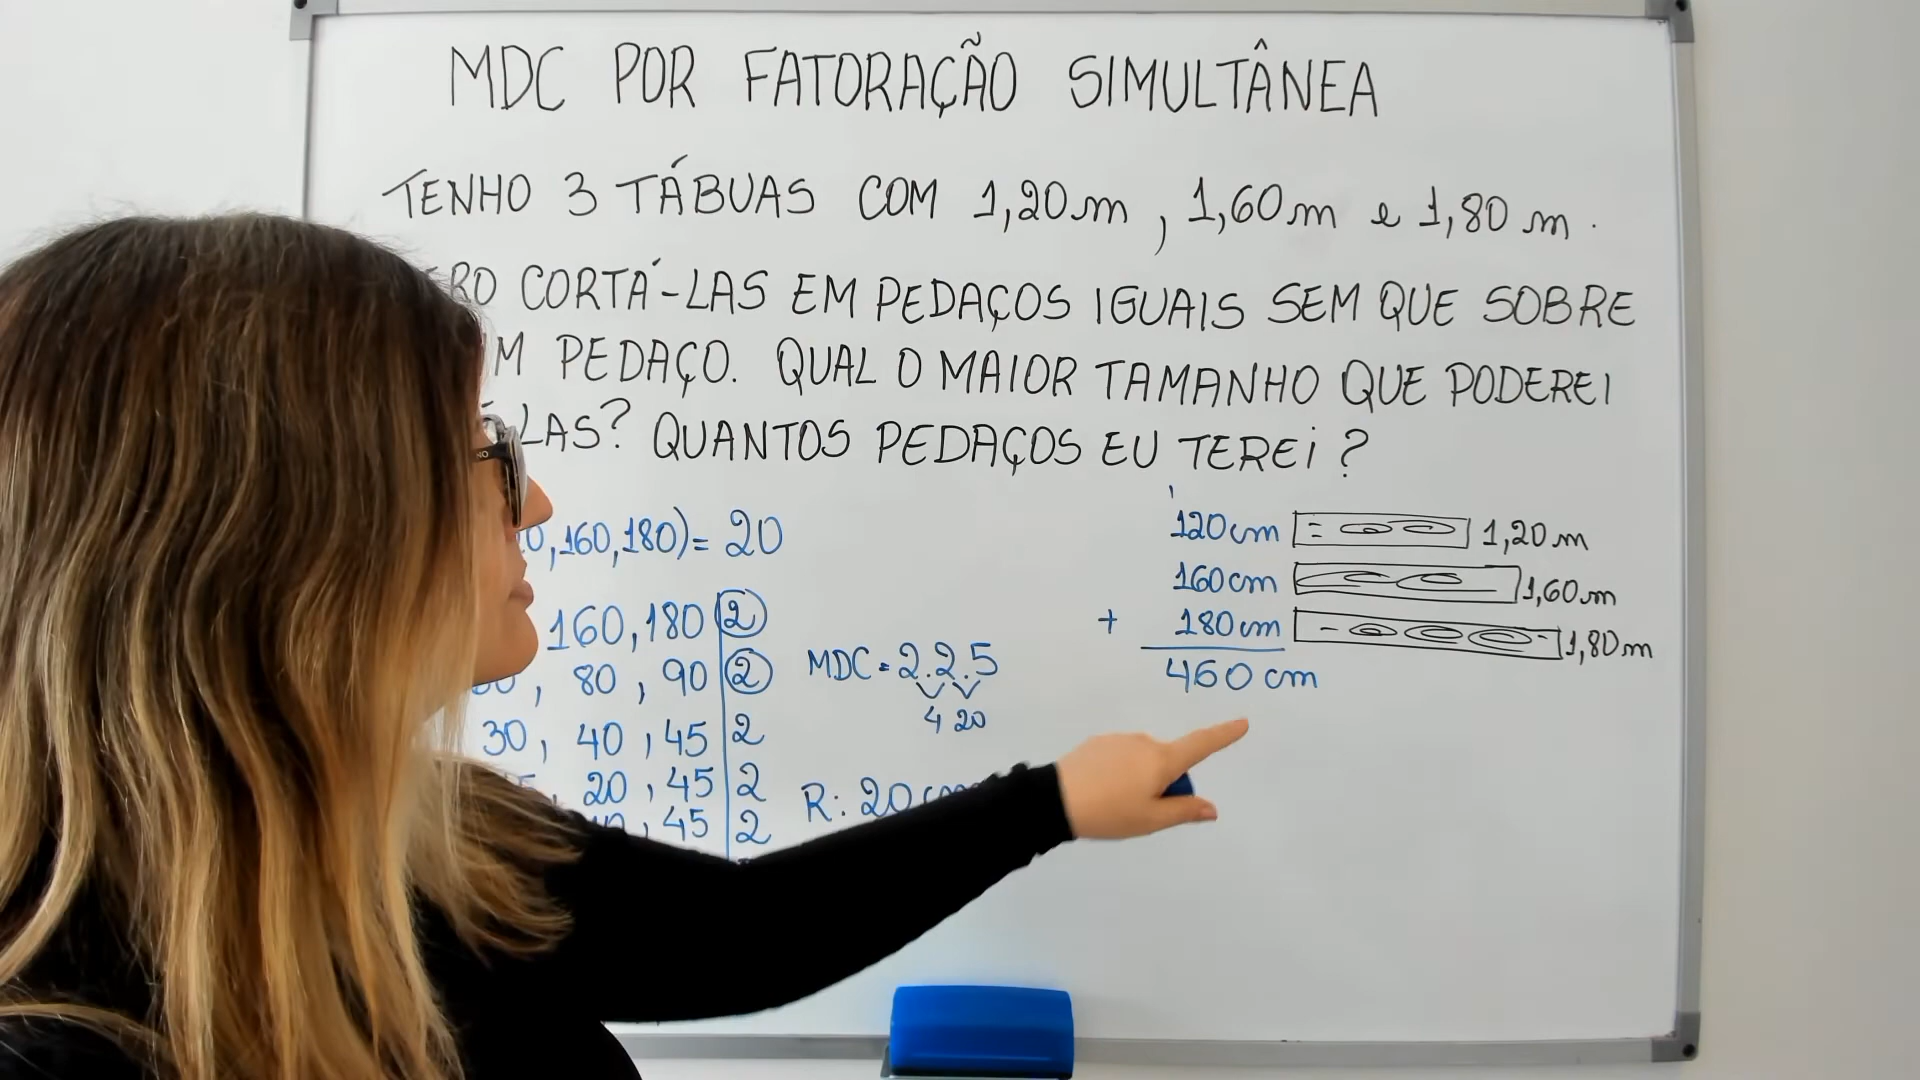 MDC POR FATORAÇÃO SIMULTÂNEA
TENHO 3 TÁBUAS COM 1,20m, 1,60m e 1,80m.
CORTÁ-LAS EM PEDAÇOS IGUAIS SEM QUE SOBRE
PEDAÇO. QUAL O MAIOR TAMANHO QUE PODEREI
LAS? QUANTOS PEDAÇOS EU TEREI?
,160,180)= 20
160,180 2
, 80, 90 2
30, 40, 45 2
, 20, 45 2
, 45 2
MDC = 2.2.5
4 20
R: 20
1
120cm = 1,20m
160cm 1,60m
+ 180cm 1,80m
460 cm